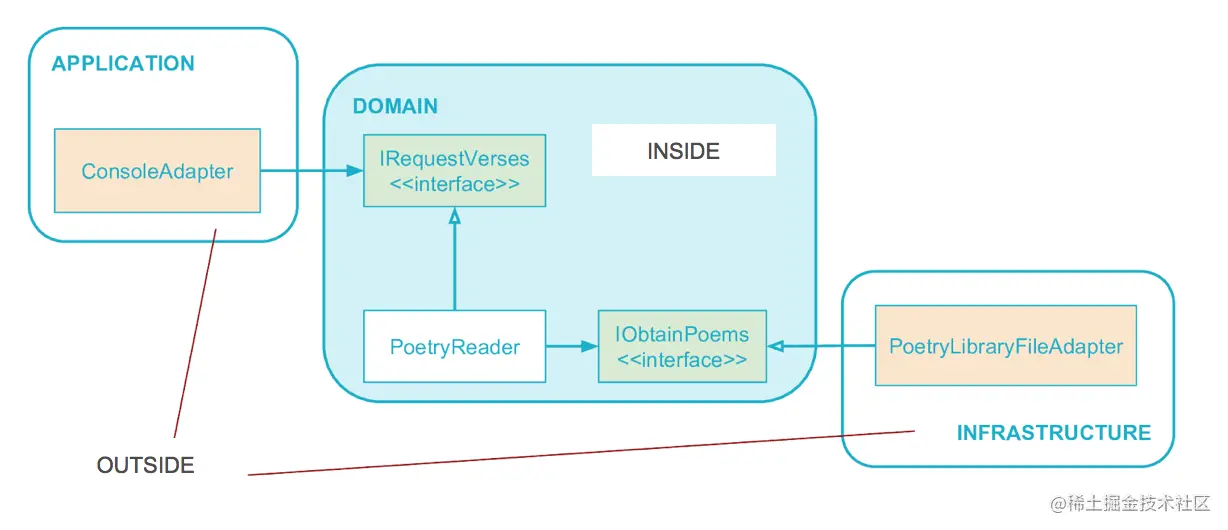 APPLICATION
ConsoleAdapter
DOMAIN
IRequestVerses
<<interface>>
INSIDE
PoetryReader
IObtainPoems
<<interface>>
PoetryLibraryFileAdapter
INFRASTRUCTURE
OUTSIDE
@稀土掘金技术社区